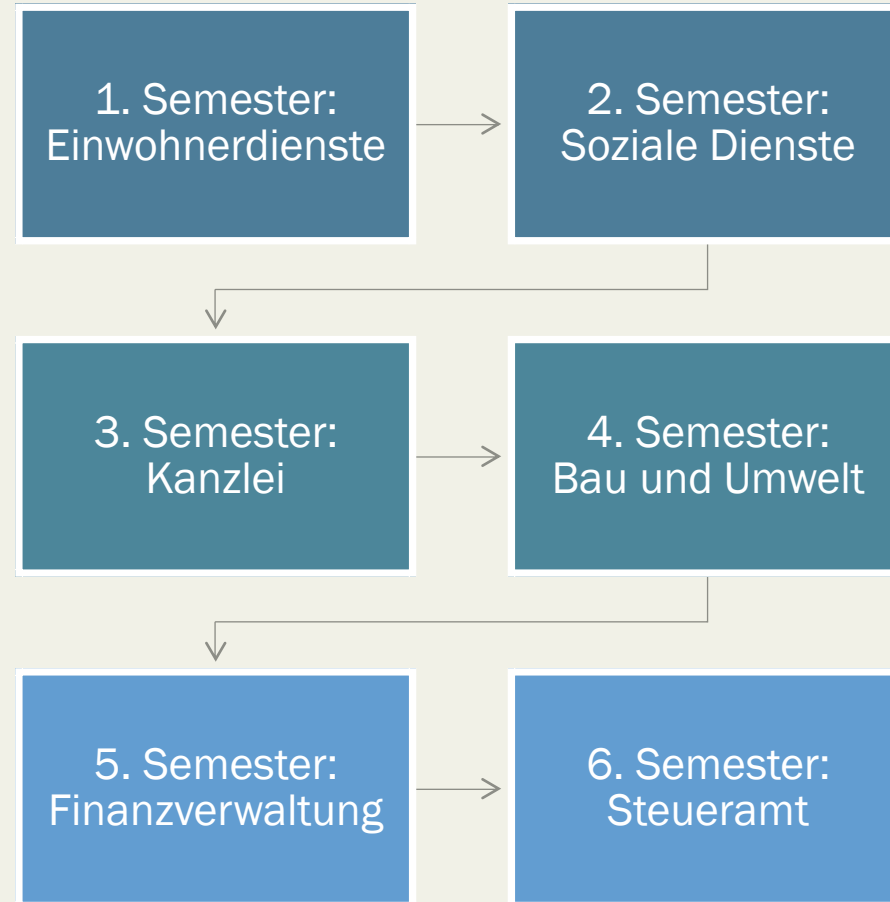 1. Semester:
Einwohnerdienste
2. Semester:
Soziale Dienste
3. Semester:
Kanzlei
4. Semester:
Bau und Umwelt
5. Semester:
Finanzverwaltung
6. Semester:
Steueramt